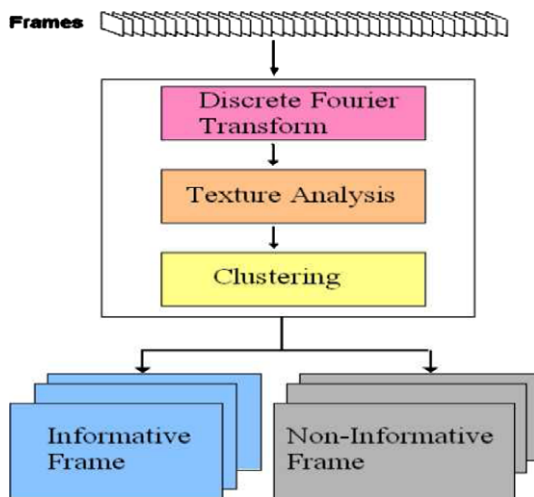 Frames
Discrete Fourier
Transform
Texture Analysis
Clustering
Informative
Frame
Non-Informative
Frame